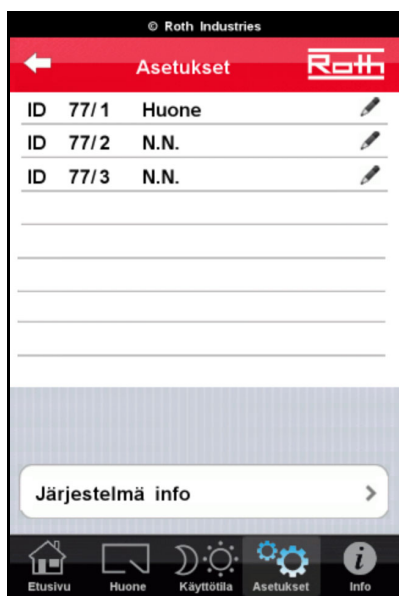 © Roth Industries
Asetukset Roth
ID 77/1 Huone
ID 77/2 N.N.
ID 77/3 N.N.
Järjestelmä info
Etusivu Huone Käyttötila Asetukset Info